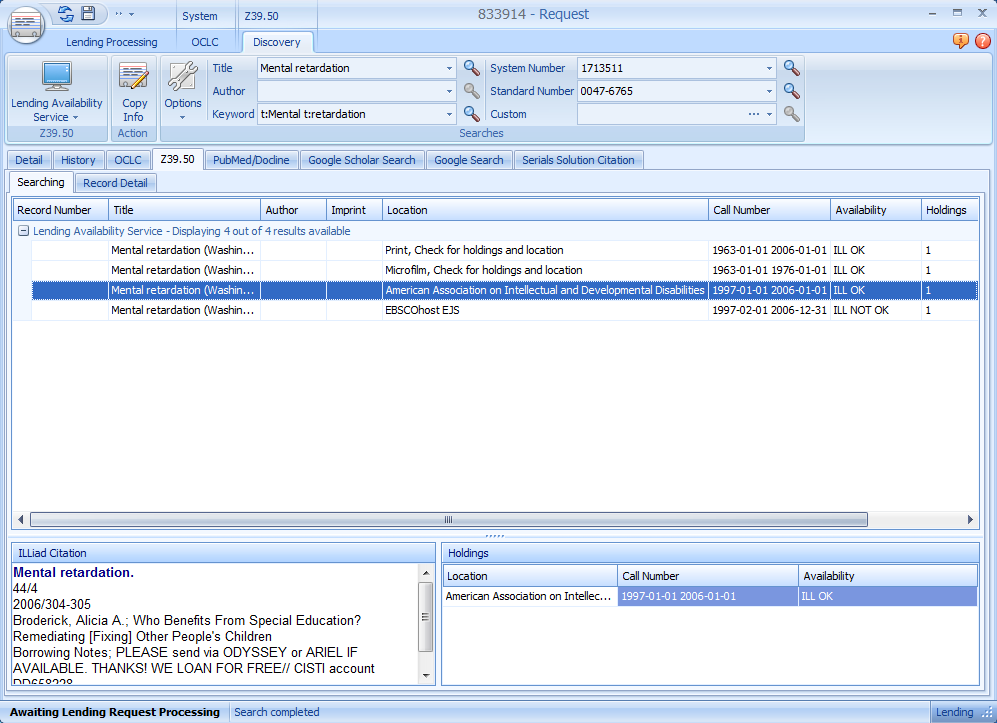 833914 - Request
System
Z39.50
Lending Processing
OCLC
Discovery
Lending Availability
Service
Z39.50
Copy
Info
Action
Options
Title
Mental retardation
System Number
1713511
Author
Standard Number
0047-6765
Keyword
t:Mental t:retardation
Custom
Searches
Detail
History
OCLC
Z39.50
PubMed/Docline
Google Scholar Search
Google Search
Serials Solution Citation
Searching
Record Detail
Record Number Title Author Imprint Location Call Number Availability Holdings
Lending Availability Service - Displaying 4 out of 4 results available
Mental retardation (Washin... Print, Check for holdings and location 1963-01-01 2006-01-01 ILL OK 1
Mental retardation (Washin... Microfilm, Check for holdings and location 1963-01-01 1976-01-01 ILL OK 1
Mental retardation (Washin... American Association on Intellectual and Developmental Disabilities 1997-01-01 2006-01-01 ILL OK 1
Mental retardation (Washin... EBSCOhost EJS 1997-02-01 2006-12-31 ILL NOT OK 1
ILLiad Citation
Mental retardation.
44/4
2006/304-305
Broderick, Alicia A.; Who Benefits From Special Education?
Remediating [Fixing] Other People's Children
Borrowing Notes; PLEASE send via ODYSSEY or ARIEL IF
AVAILABLE. THANKS! WE LOAN FOR FREE// CISTI account
DD658228
Holdings
Location Call Number Availability
American Association on Intellec... 1997-01-01 2006-01-01 ILL OK
Awaiting Lending Request Processing
Search completed
Lending